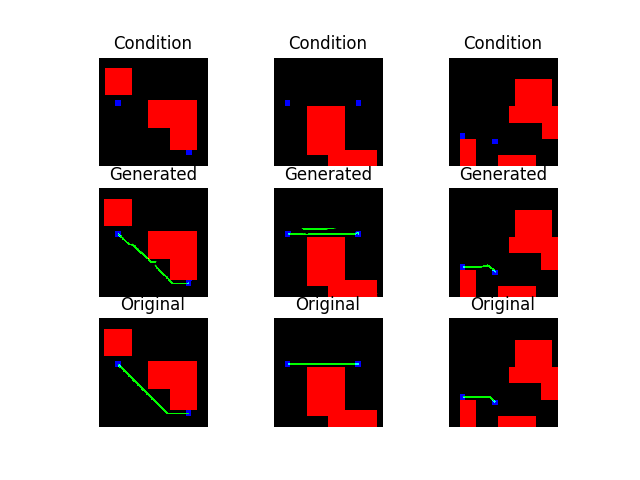 Condition Condition Condition
Generated Generated Generated
Original Original Original